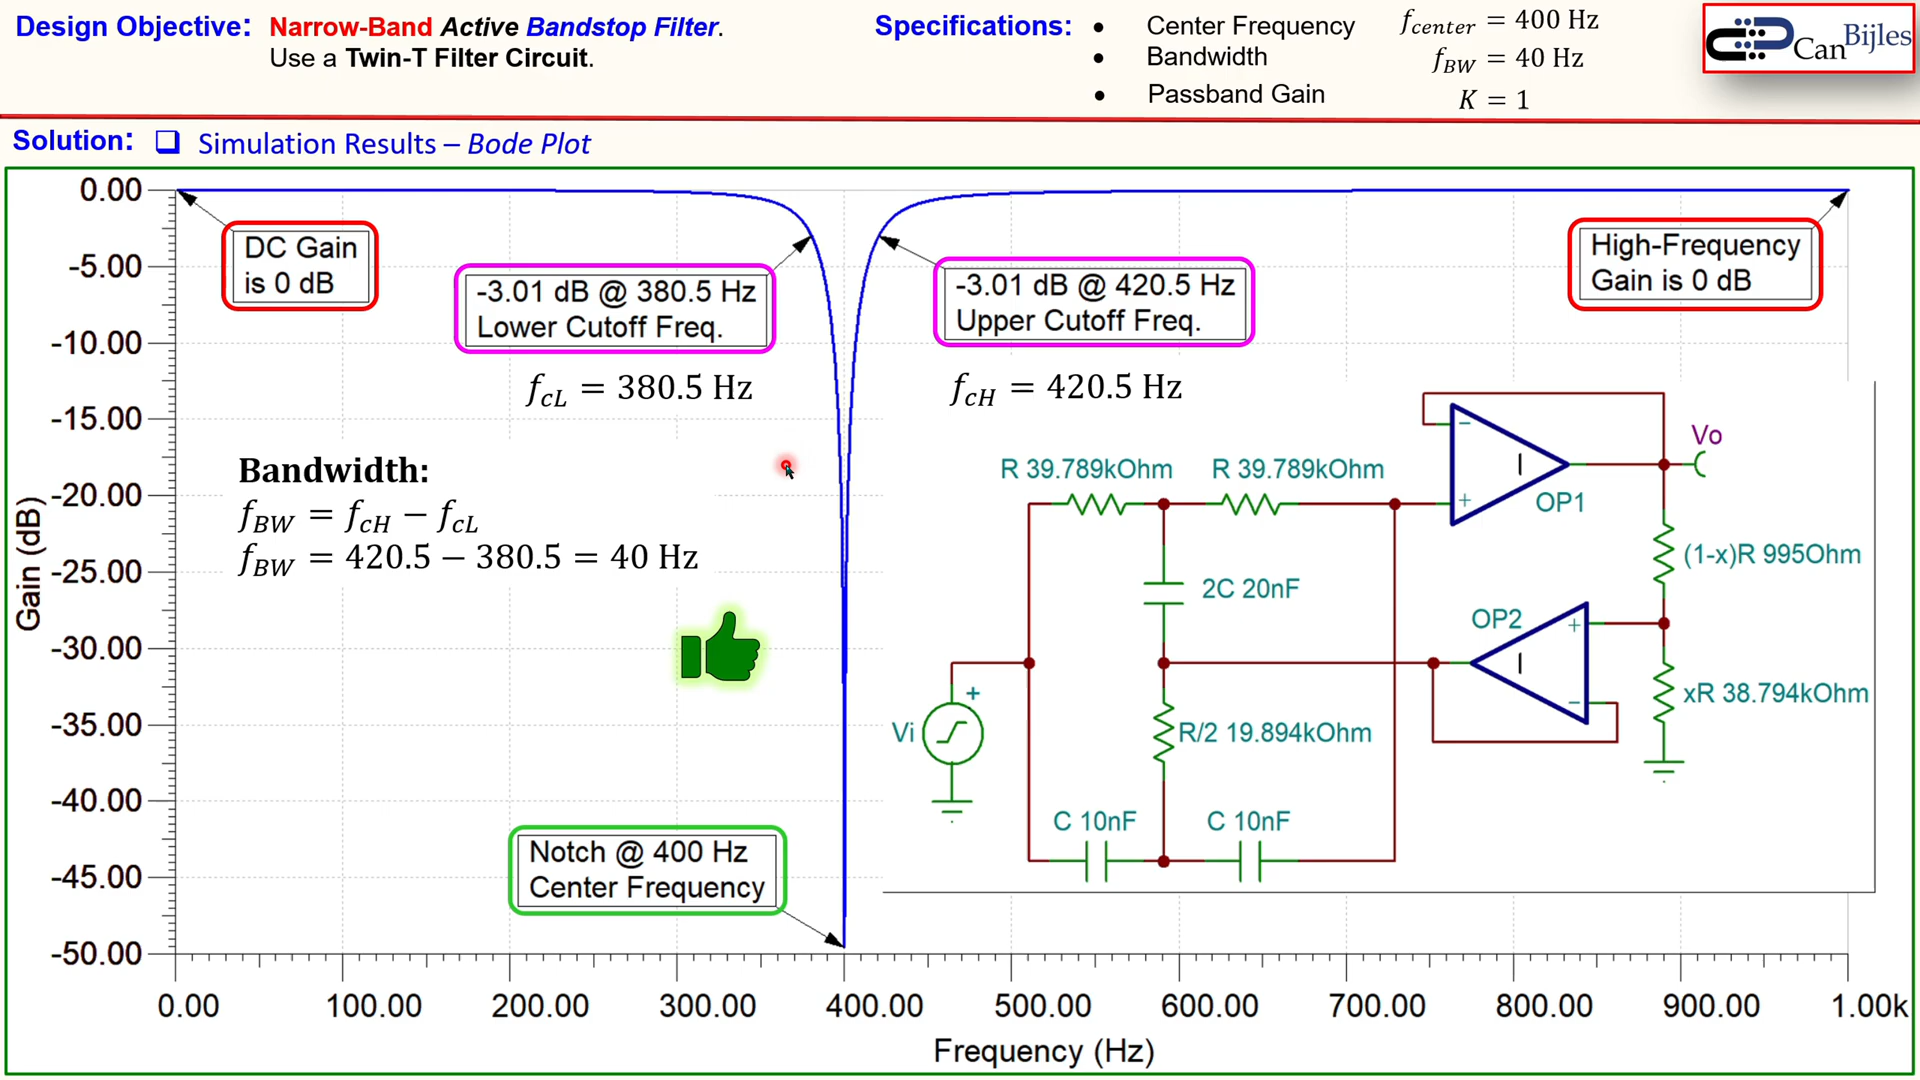 Design Objective: Narrow-Band Active Bandstop Filter.
Use a Twin-T Filter Circuit.
Specifications:
• Center Frequency f_center = 400 Hz
• Bandwidth f_BW = 40 Hz
• Passband Gain K = 1
CanBijles
Solution: ❑ Simulation Results – Bode Plot
0.00
-5.00
-10.00
-15.00
-20.00
-25.00
-30.00
-35.00
-40.00
-45.00
-50.00
Gain (dB)
DC Gain
is 0 dB
-3.01 dB @ 380.5 Hz
Lower Cutoff Freq.
f_cL = 380.5 Hz
-3.01 dB @ 420.5 Hz
Upper Cutoff Freq.
f_cH = 420.5 Hz
High-Frequency
Gain is 0 dB
Bandwidth:
f_BW = f_cH − f_cL
f_BW = 420.5 − 380.5 = 40 Hz
Notch @ 400 Hz
Center Frequency
R 39.789kOhm
R 39.789kOhm
−
+
OP1
Vo
(1-x)R 995Ohm
2C 20nF
OP2
+
−
xR 38.794kOhm
+
Vi
R/2 19.894kOhm
C 10nF
C 10nF
0.00
100.00
200.00
300.00
400.00
500.00
600.00
700.00
800.00
900.00
1.00k
Frequency (Hz)